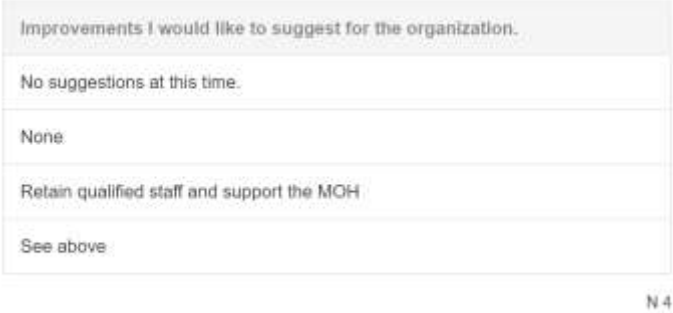 Improvements I would like to suggest for the organization.
No suggestions at this time.
None
Retain qualified staff and support the MOH
See above
N 4